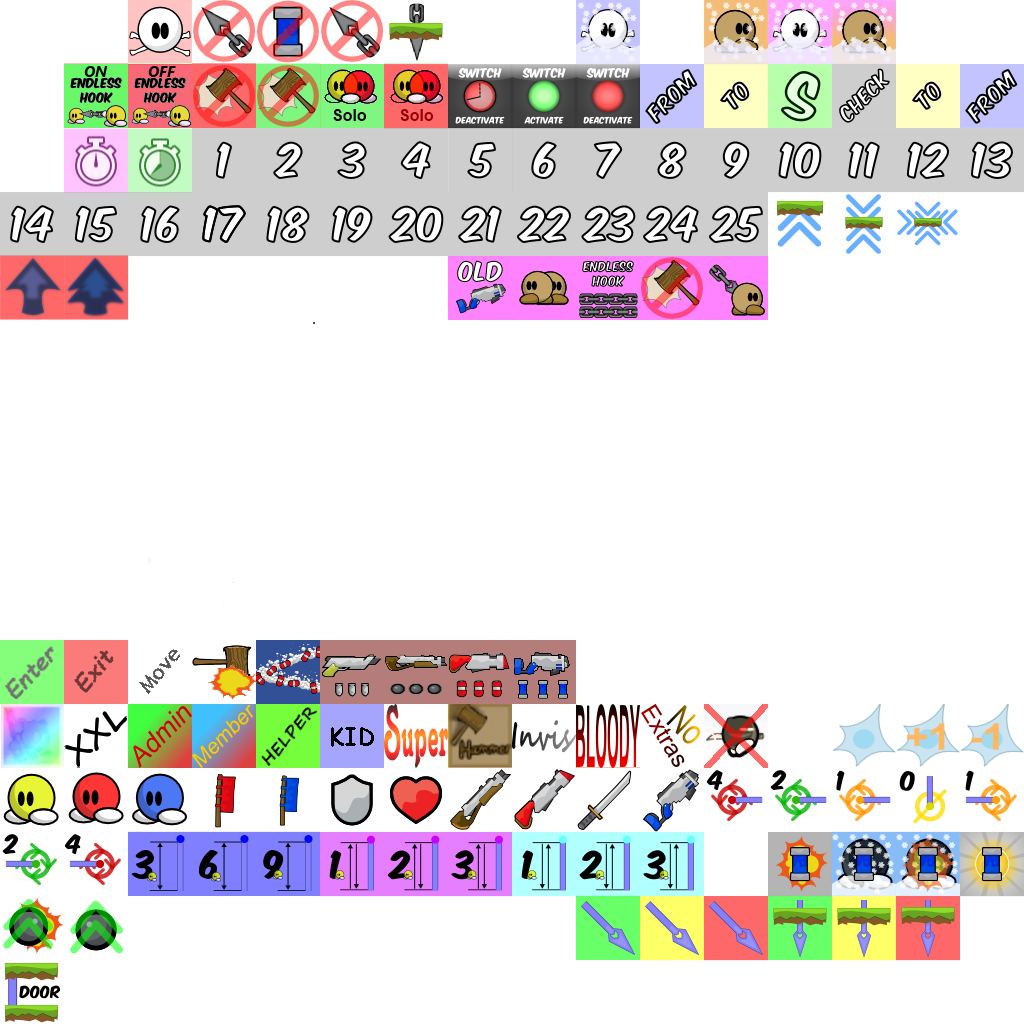 ON ENDLESS HOOK
OFF ENDLESS HOOK
Solo
Solo
SWITCH DEACTIVATE
SWITCH ACTIVATE
SWITCH DEACTIVATE
FROM
TO
S
CHECK
TO
FROM
1 2 3 4 5 6 7 8 9 10 11 12 13
14 15 16 17 18 19 20 21 22 23 24 25
OLD
ENDLESS HOOK
Enter
Exit
Move
XXL
Admin
Member
HELPER
KID
Super
Hammer
Invis
BLOODY
No Extras
+1
-1
4 2 1 0 1
2 4 3 6 9 1 2 3 1 2 3
DOOR